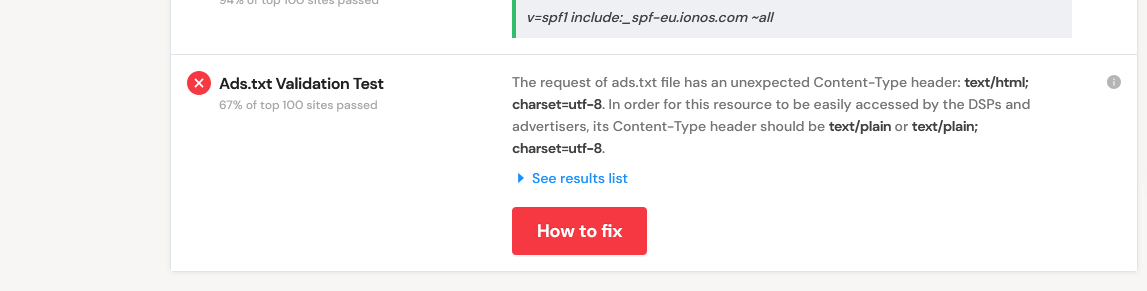 94% of top 100 sites passed
v=spf1 include:_spf-eu.ionos.com ~all
Ads.txt Validation Test
67% of top 100 sites passed
The request of ads.txt file has an unexpected Content-Type header: text/html;
charset=utf-8. In order for this resource to be easily accessed by the DSPs and
advertisers, its Content-Type header should be text/plain or text/plain;
charset=utf-8.
See results list
How to fix